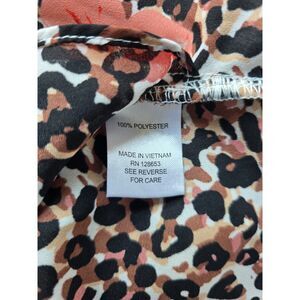 100% POLYESTER
MADE IN VIETNAM
RN 128653
SEE REVERSE
FOR CARE